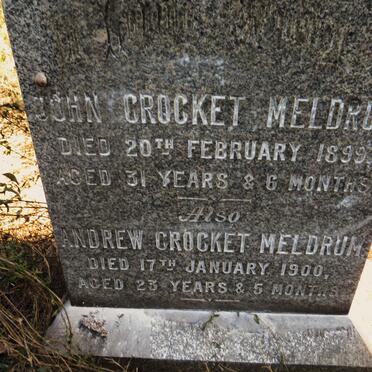 JOHN CROCKET MELDRU
DIED 20TH FEBRUARY 1899.
AGED 31 YEARS & 6 MONTHS
Also
ANDREW CROCKET MELDRUM
DIED 17TH JANUARY 1900,
AGED 23 YEARS & 5 MONTHS